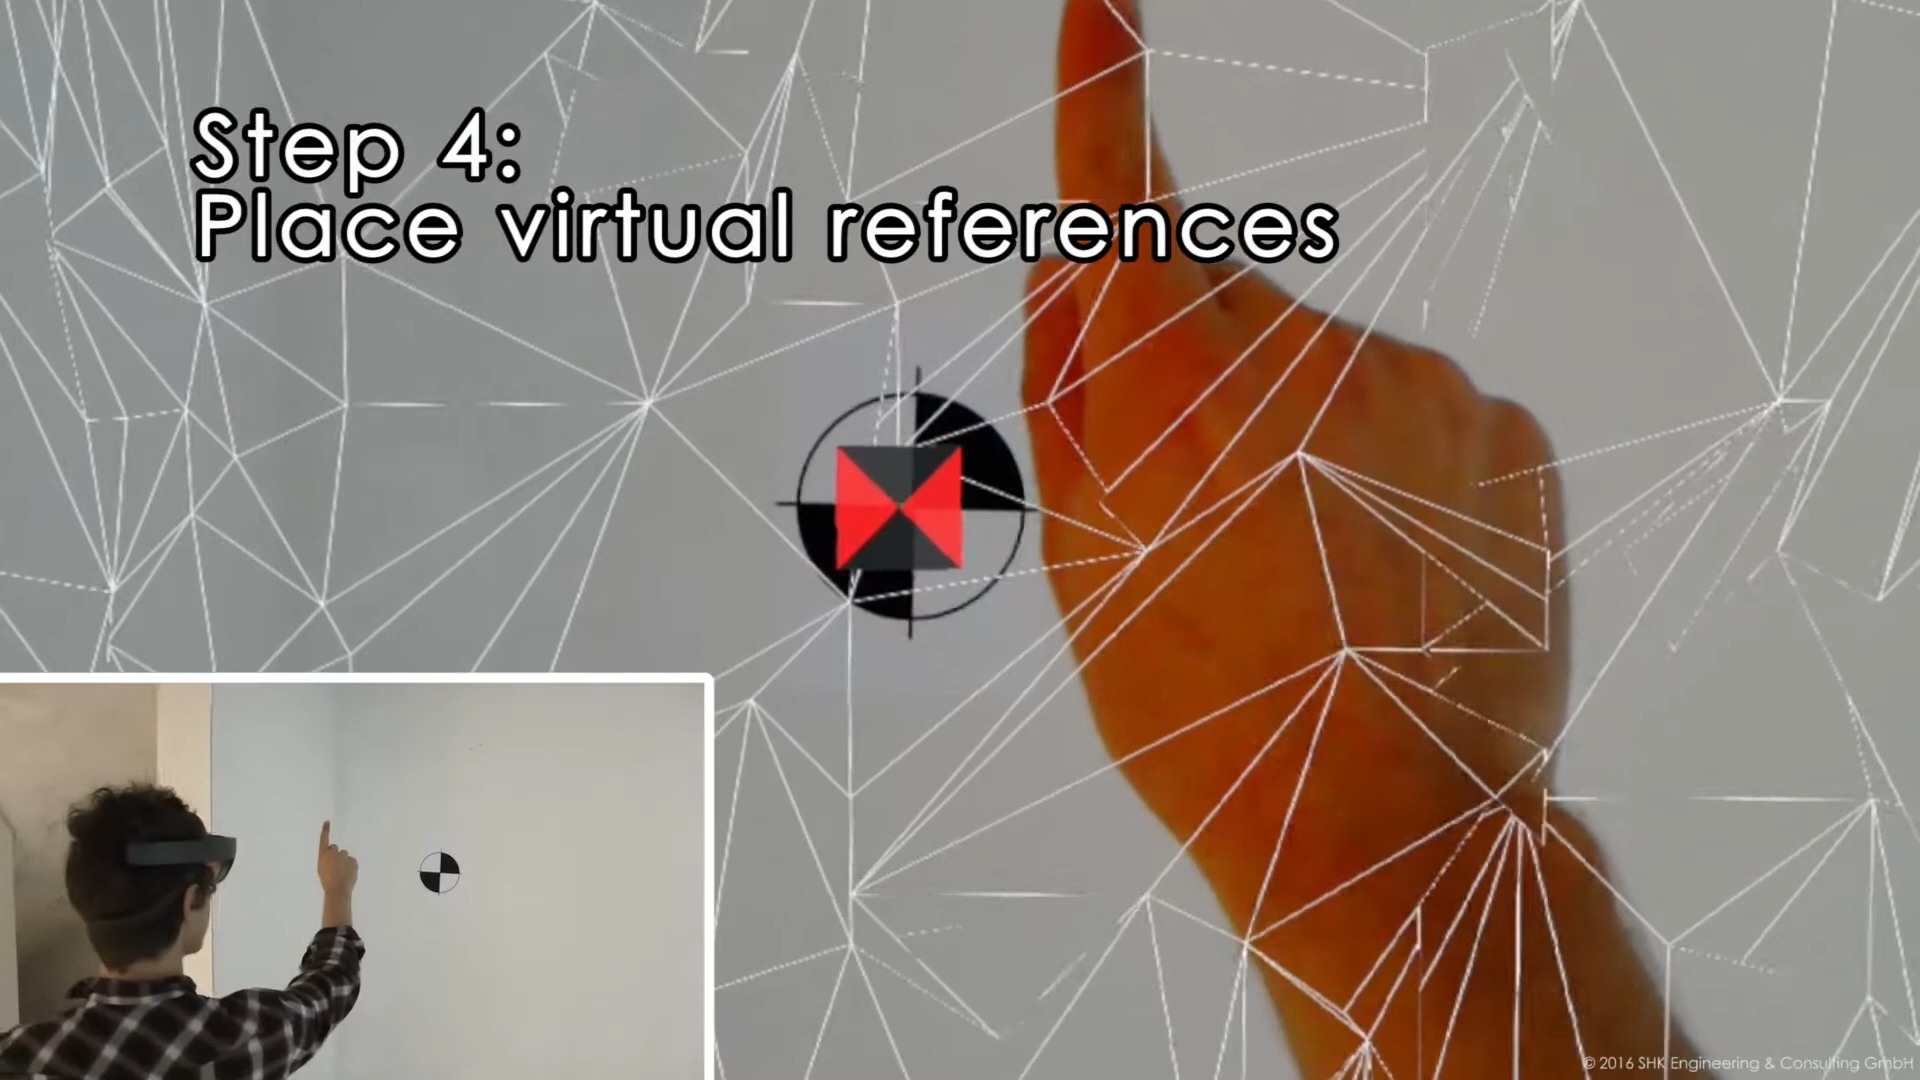 Step 4:
Place virtual references
© 2016 SHK Engineering & Consulting GmbH